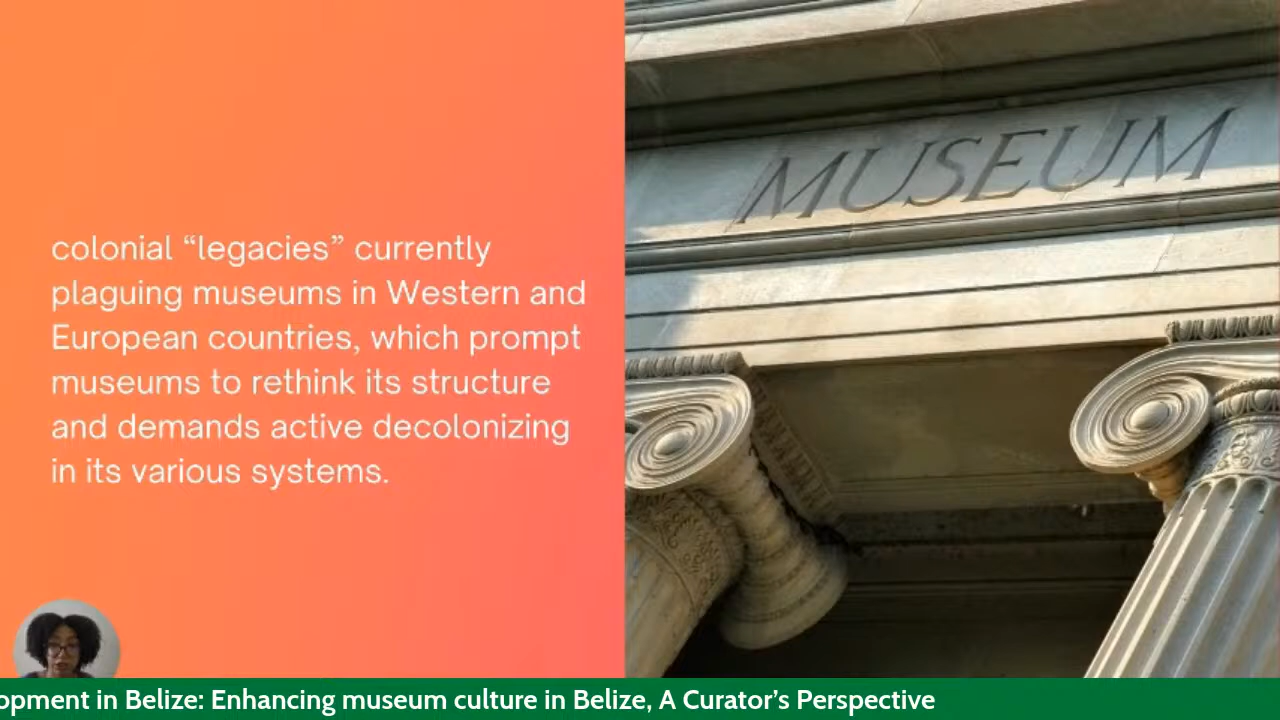 MUSEUM
colonial “legacies” currently
plaguing museums in Western and
European countries, which prompt
museums to rethink its structure
and demands active decolonizing
in its various systems.
opment in Belize: Enhancing museum culture in Belize, A Curator’s Perspective